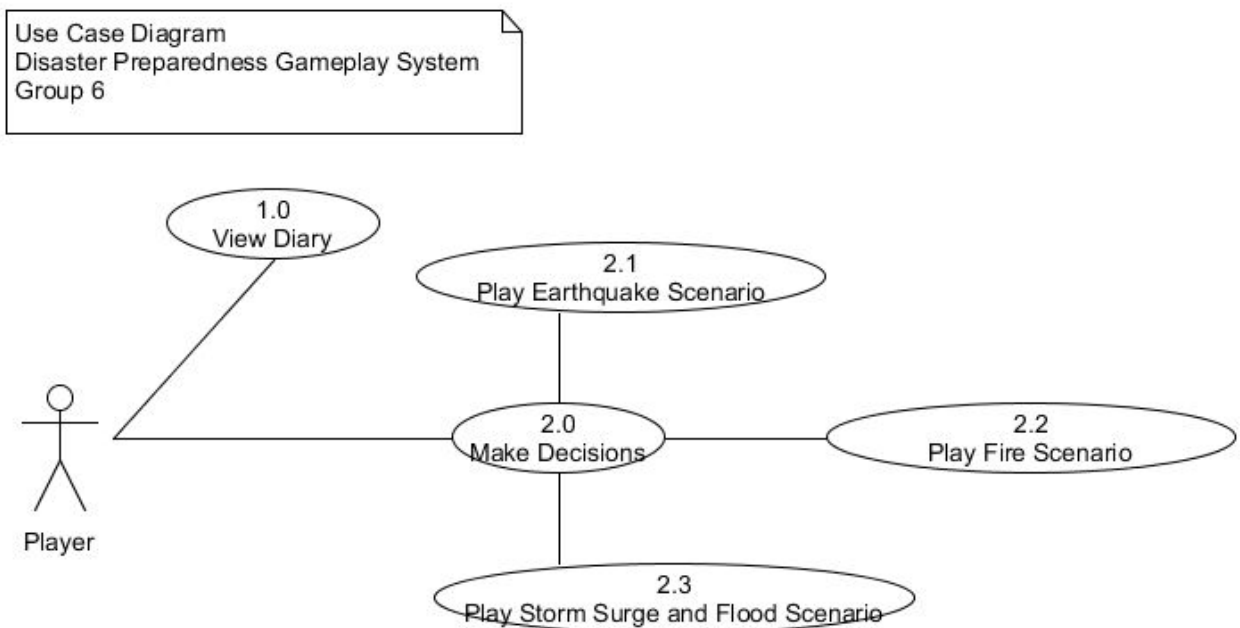 Use Case Diagram
Disaster Preparedness Gameplay System
Group 6
1.0
View Diary
2.1
Play Earthquake Scenario
2.0
Make Decisions
2.2
Play Fire Scenario
Player
2.3
Play Storm Surge and Flood Scenario